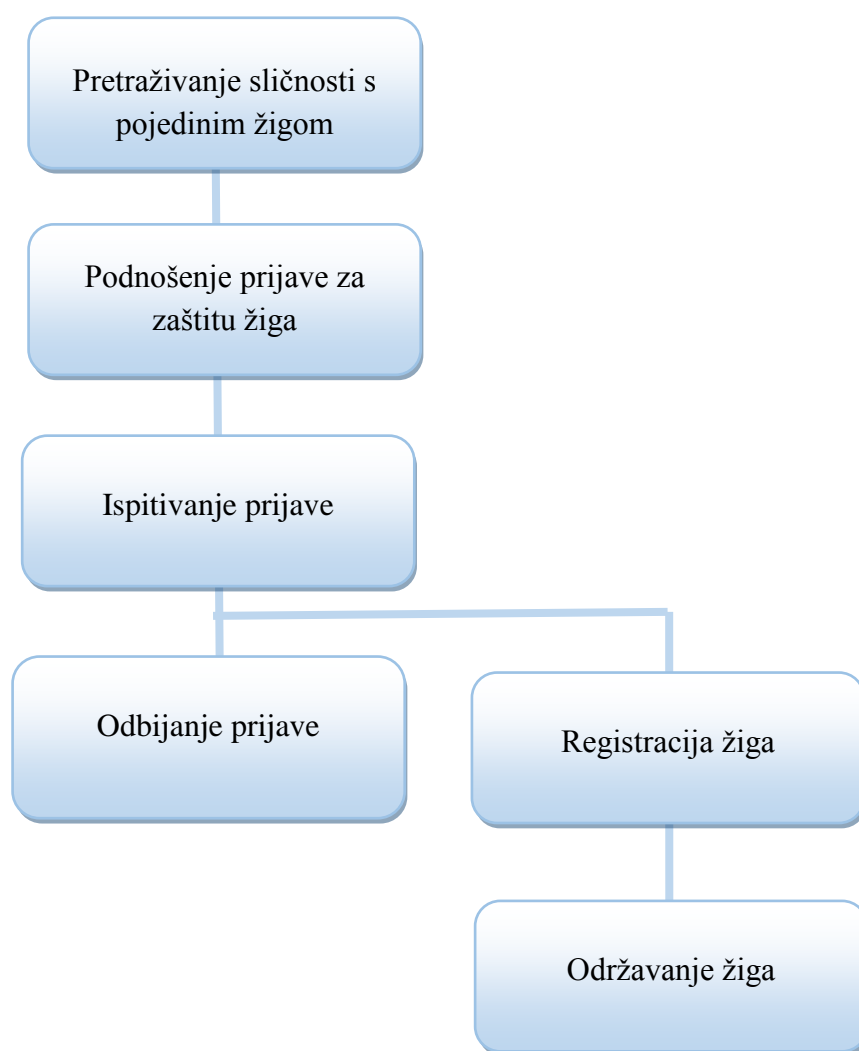 Pretraživanje sličnosti s
pojedinim žigom
Podnošenje prijave za
zaštitu žiga
Ispitivanje prijave
Odbijanje prijave
Registracija žiga
Održavanje žiga